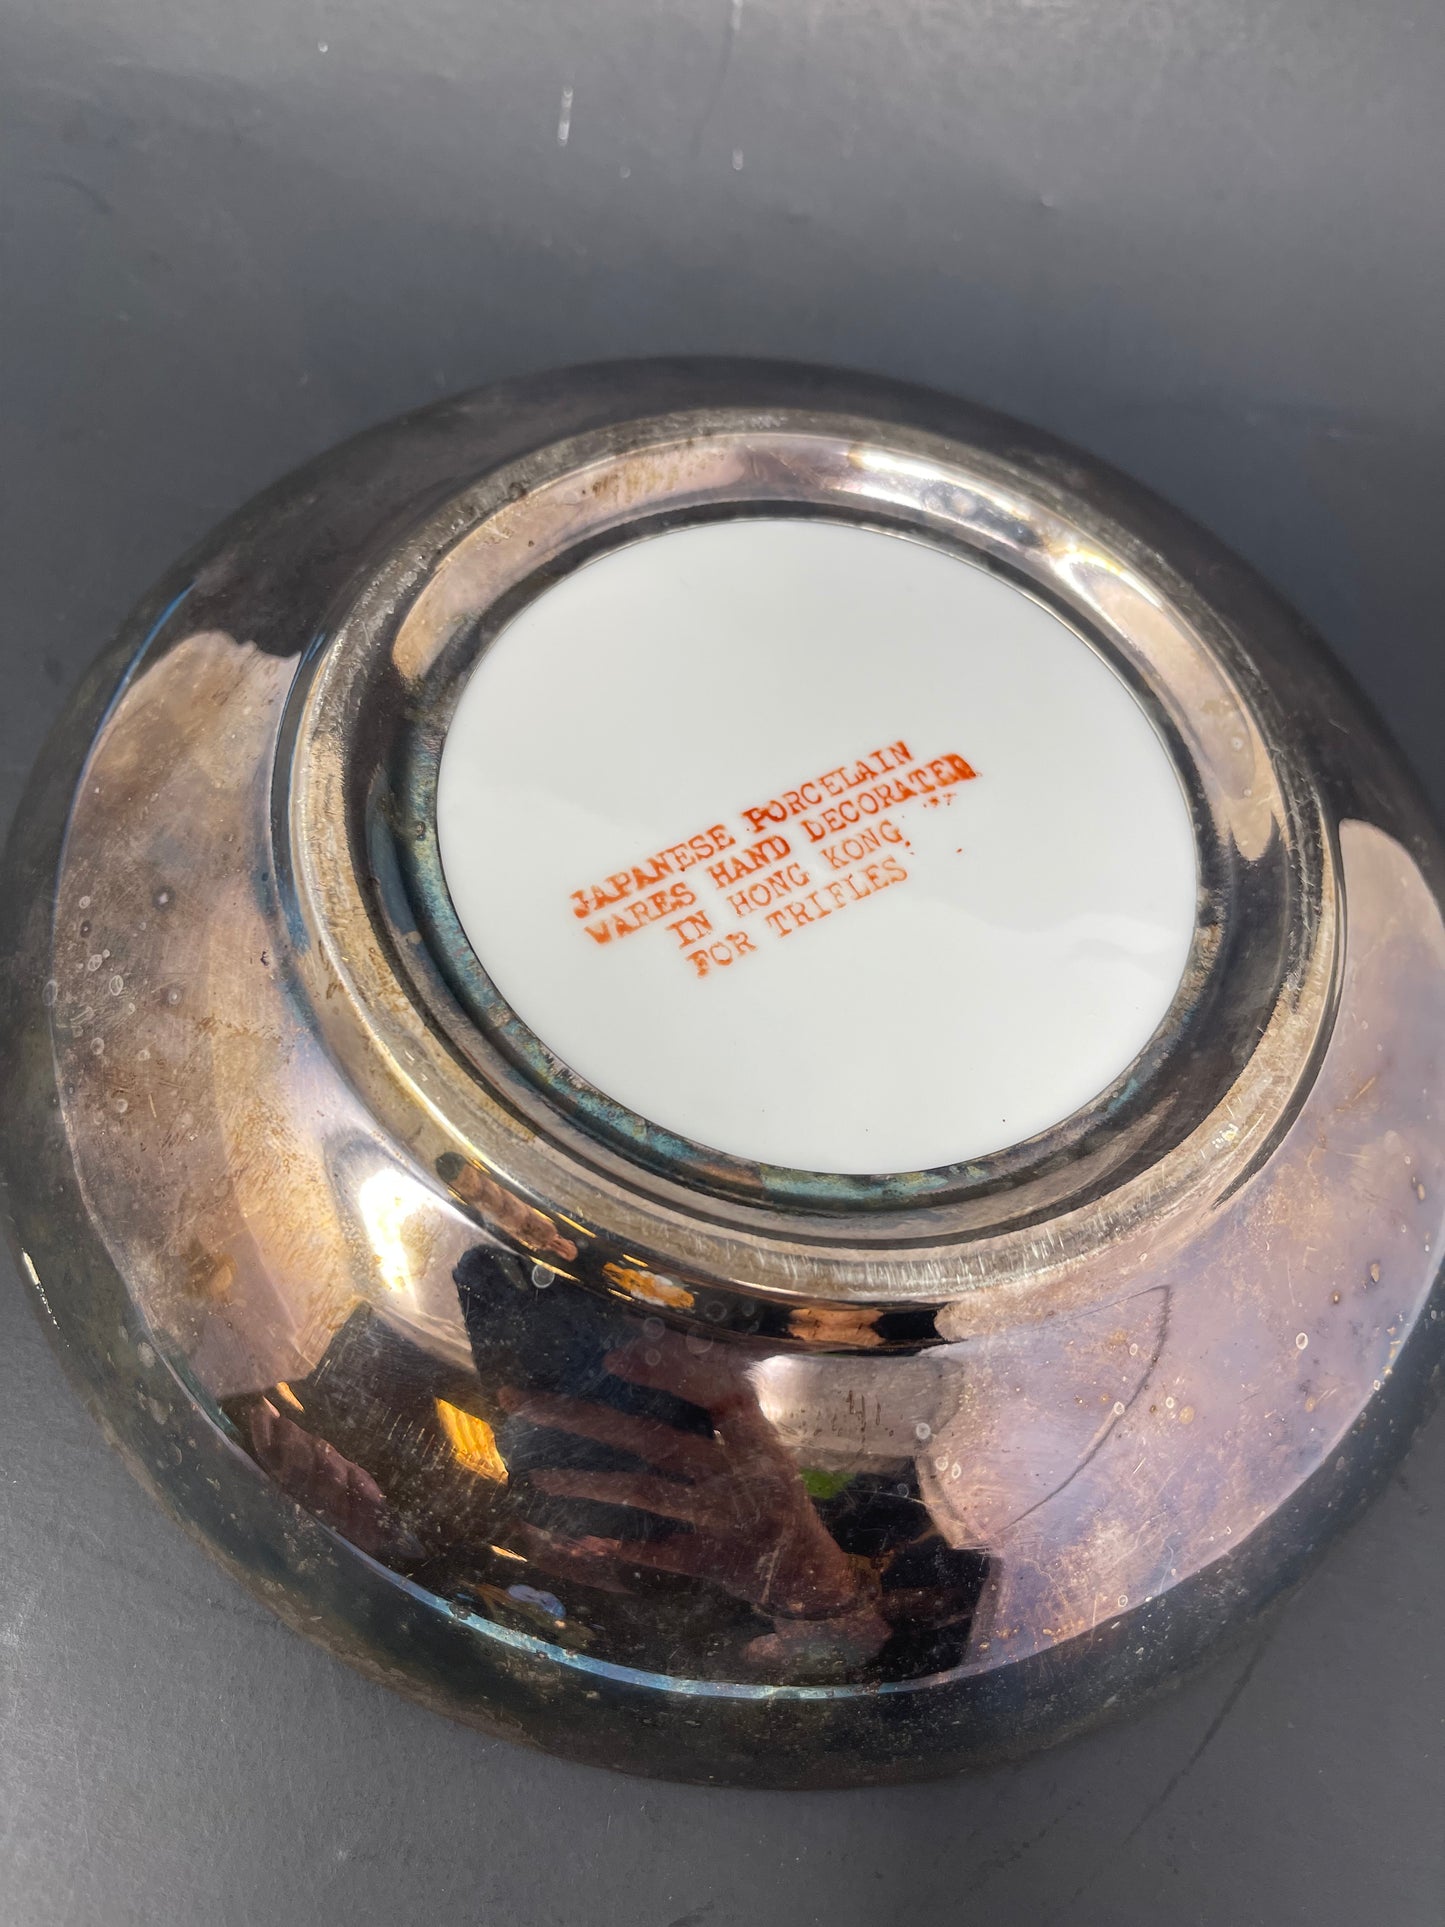 JAPANESE PORCELAIN
WARES HAND DECORATED
IN HONG KONG
FOR TRIFLES